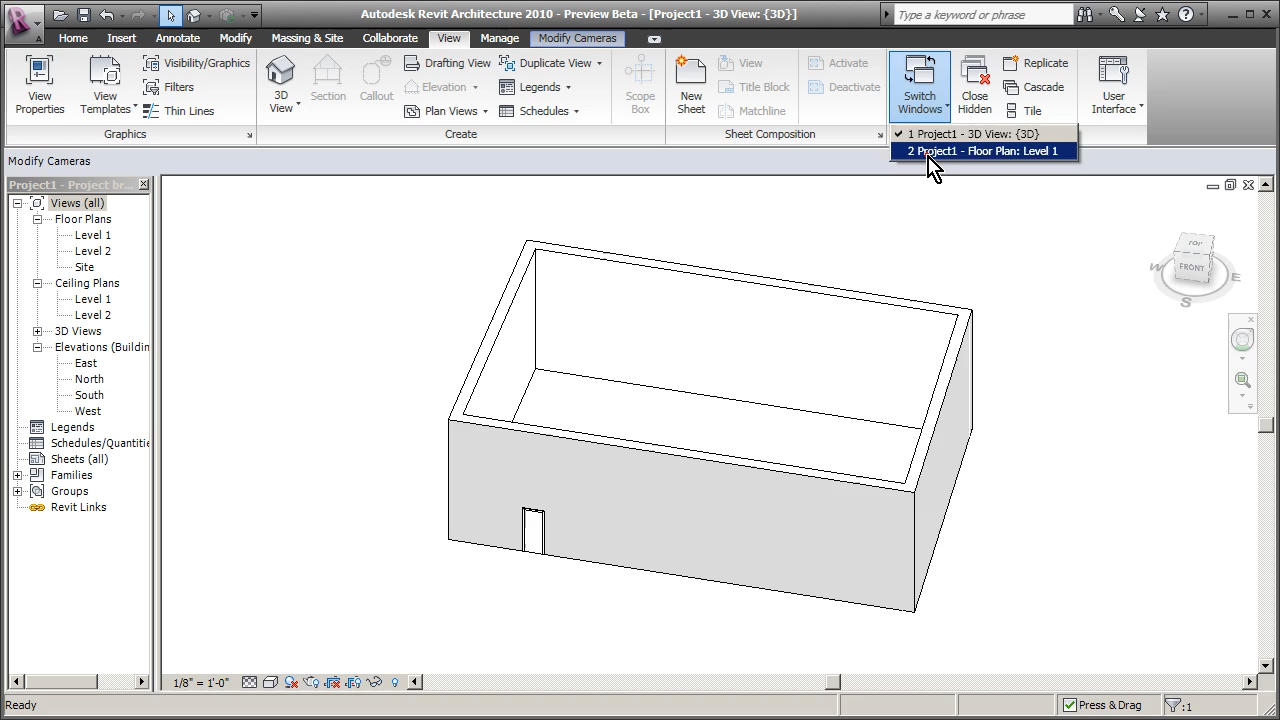 Autodesk Revit Architecture 2010 - Preview Beta - [Project1 - 3D View: {3D}]
Type a keyword or phrase
Home Insert Annotate Modify Massing & Site Collaborate View Manage Modify Cameras
View Properties
View Templates
Visibility/Graphics
Filters
Thin Lines
Graphics
3D View
Section
Callout
Drafting View
Elevation
Plan Views
Duplicate View
Legends
Schedules
Scope Box
Create
New Sheet
View
Title Block
Matchline
Activate
Deactivate
Sheet Composition
Switch Windows
Close Hidden
Replicate
Cascade
Tile
User Interface
1 Project1 - 3D View: {3D}
2 Project1 - Floor Plan: Level 1
Modify Cameras
Project1 - Project br...
Views (all)
Floor Plans
Level 1
Level 2
Site
Ceiling Plans
Level 1
Level 2
3D Views
Elevations (Buildin
East
North
South
West
Legends
Schedules/Quantitie
Sheets (all)
Families
Groups
Revit Links
TOP
FRONT
W
E
S
1/8" = 1'-0"
Ready
Press & Drag
:1